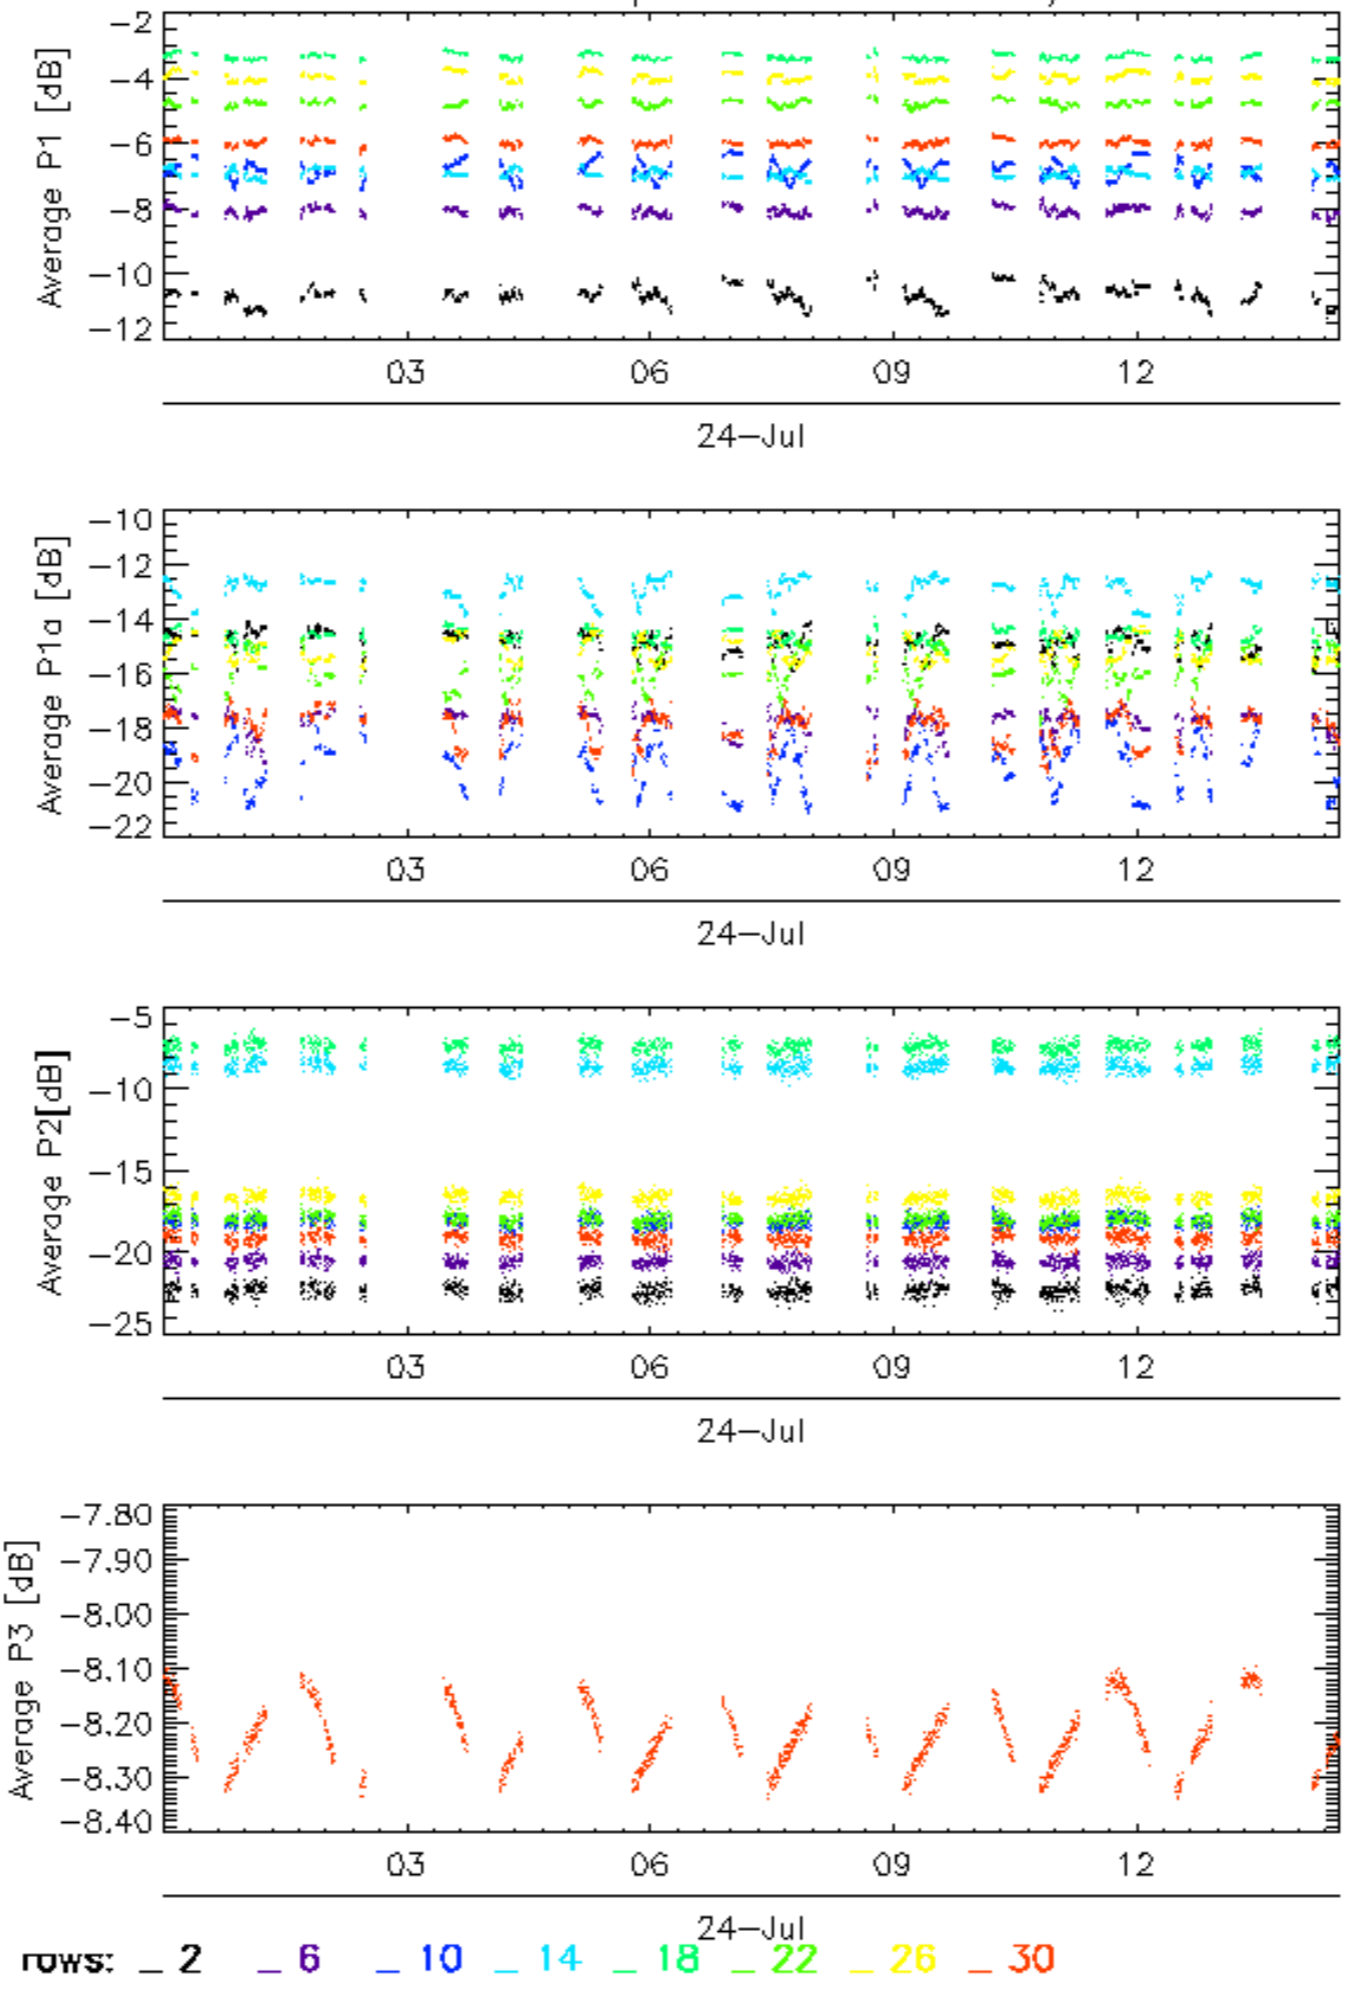 Average P1 [dB]
−2
−4
−6
−8
−10
−12
03 06 09 12
24−Jul
Average P1a [dB]
−10
−12
−14
−16
−18
−20
−22
03 06 09 12
24−Jul
Average P2[dB]
−5
−10
−15
−20
−25
03 06 09 12
24−Jul
Average P3 [dB]
−7.80
−7.90
−8.00
−8.10
−8.20
−8.30
−8.40
03 06 09 12
24−Jul
rows: _ 2 _ 6 _ 10 _ 14 _ 18 _ 22 _ 26 _ 30